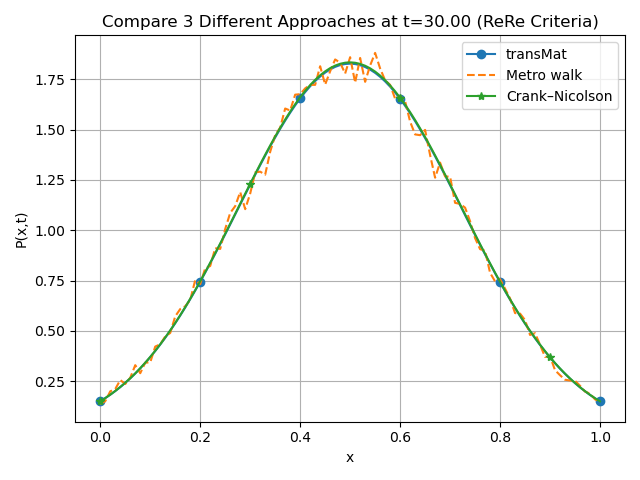 Compare 3 Different Approaches at t=30.00 (ReRe Criteria)
transMat
Metro walk
Crank–Nicolson
P(x,t)
1.75
1.50
1.25
1.00
0.75
0.50
0.25
0.0 0.2 0.4 0.6 0.8 1.0
x